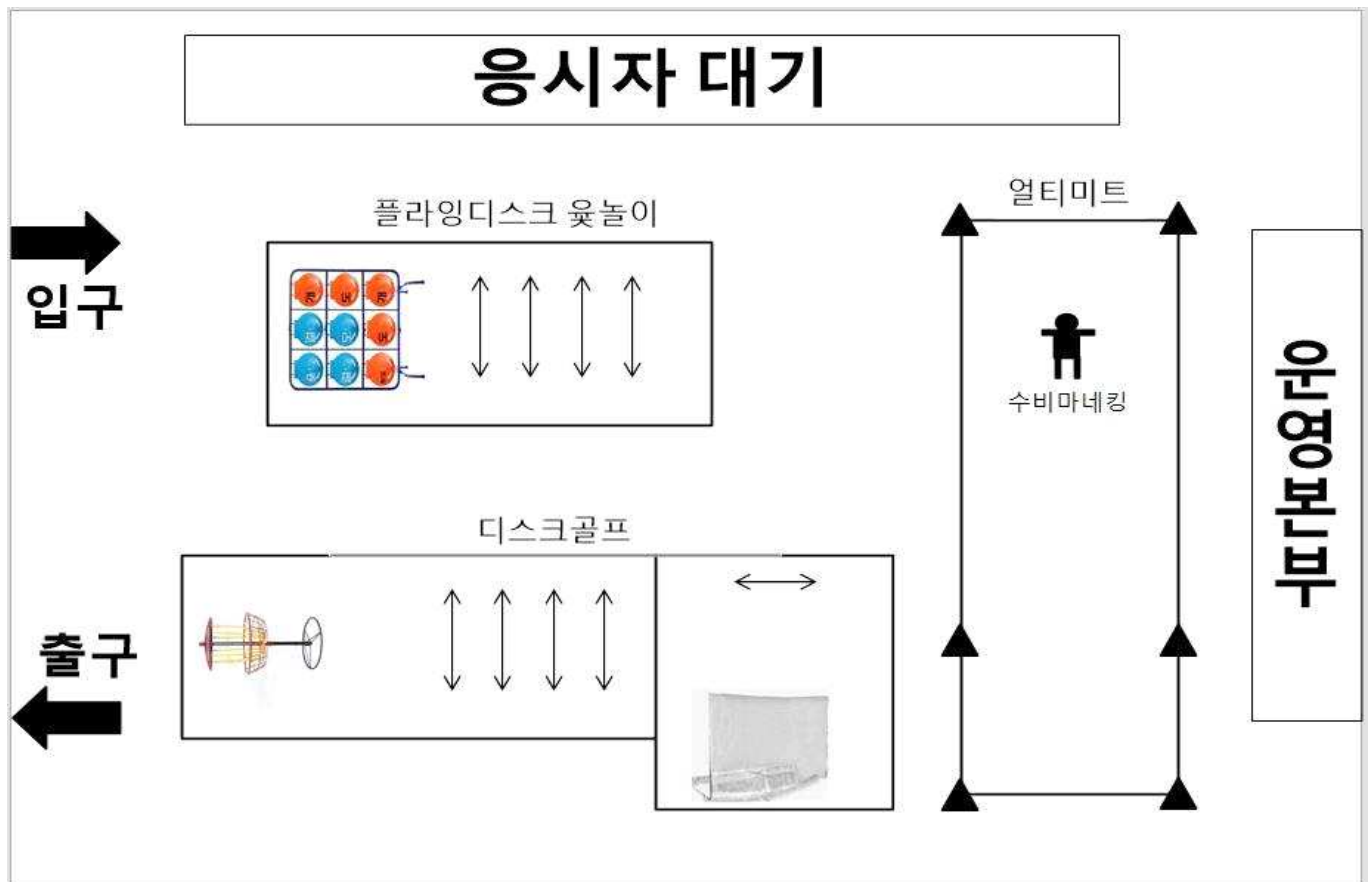 응시자 대기
플라잉디스크 윷놀이
얼티미트
입구
수비마네킹
운영본부
디스크골프
출구